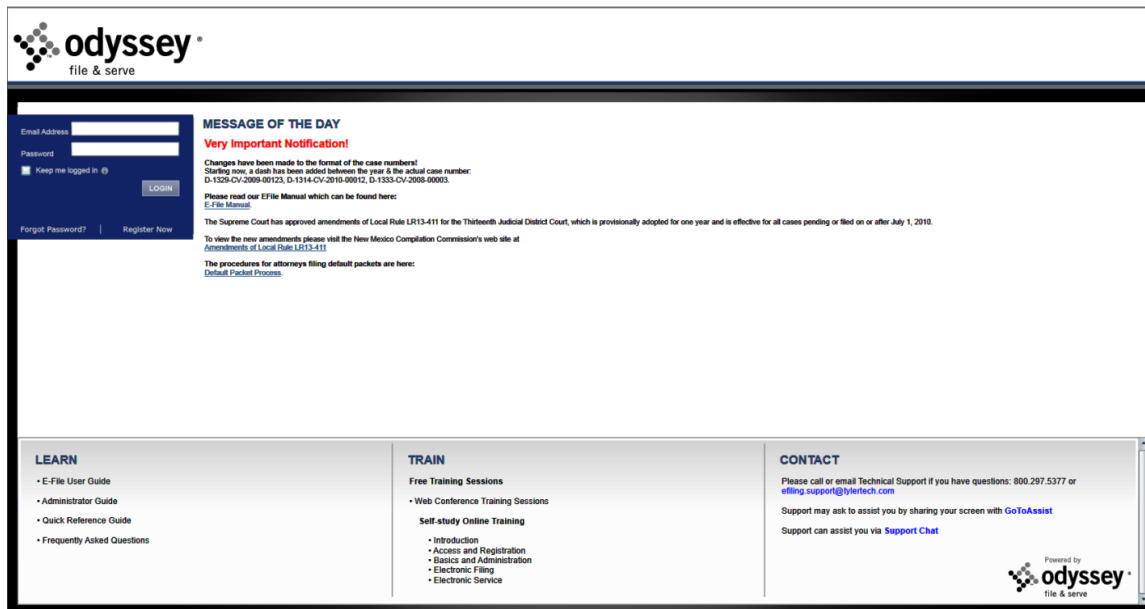 odyssey
file & serve
Email Address
Password
Keep me logged in
LOGIN
Forgot Password? | Register Now
MESSAGE OF THE DAY
Very Important Notification!
Changes have been made to the format of the case numbers!
Starting now, a dash has been added between the year & the actual case number:
D-1329-CV-2009-00123, D-1314-CV-2010-00012, D-1333-CV-2008-00003.
Please read our EFile Manual which can be found here:
E-File Manual.
The Supreme Court has approved amendments of Local Rule LR13-411 for the Thirteenth Judicial District Court, which is provisionally adopted for one year and is effective for all cases pending or filed on or after July 1, 2010.
To view the new amendments please visit the New Mexico Compilation Commission's web site at
Amendments of Local Rule LR13-411
The procedures for attorneys filing default packets are here:
Default Packet Process.
LEARN
• E-File User Guide
• Administrator Guide
• Quick Reference Guide
• Frequently Asked Questions
TRAIN
Free Training Sessions
• Web Conference Training Sessions
Self-study Online Training
• Introduction
• Access and Registration
• Basics and Administration
• Electronic Filing
• Electronic Service
CONTACT
Please call or email Technical Support if you have questions: 800.297.5377 or
efiling.support@tylertech.com
Support may ask to assist you by sharing your screen with GoToAssist
Support can assist you via Support Chat
Powered by
odyssey
file & serve